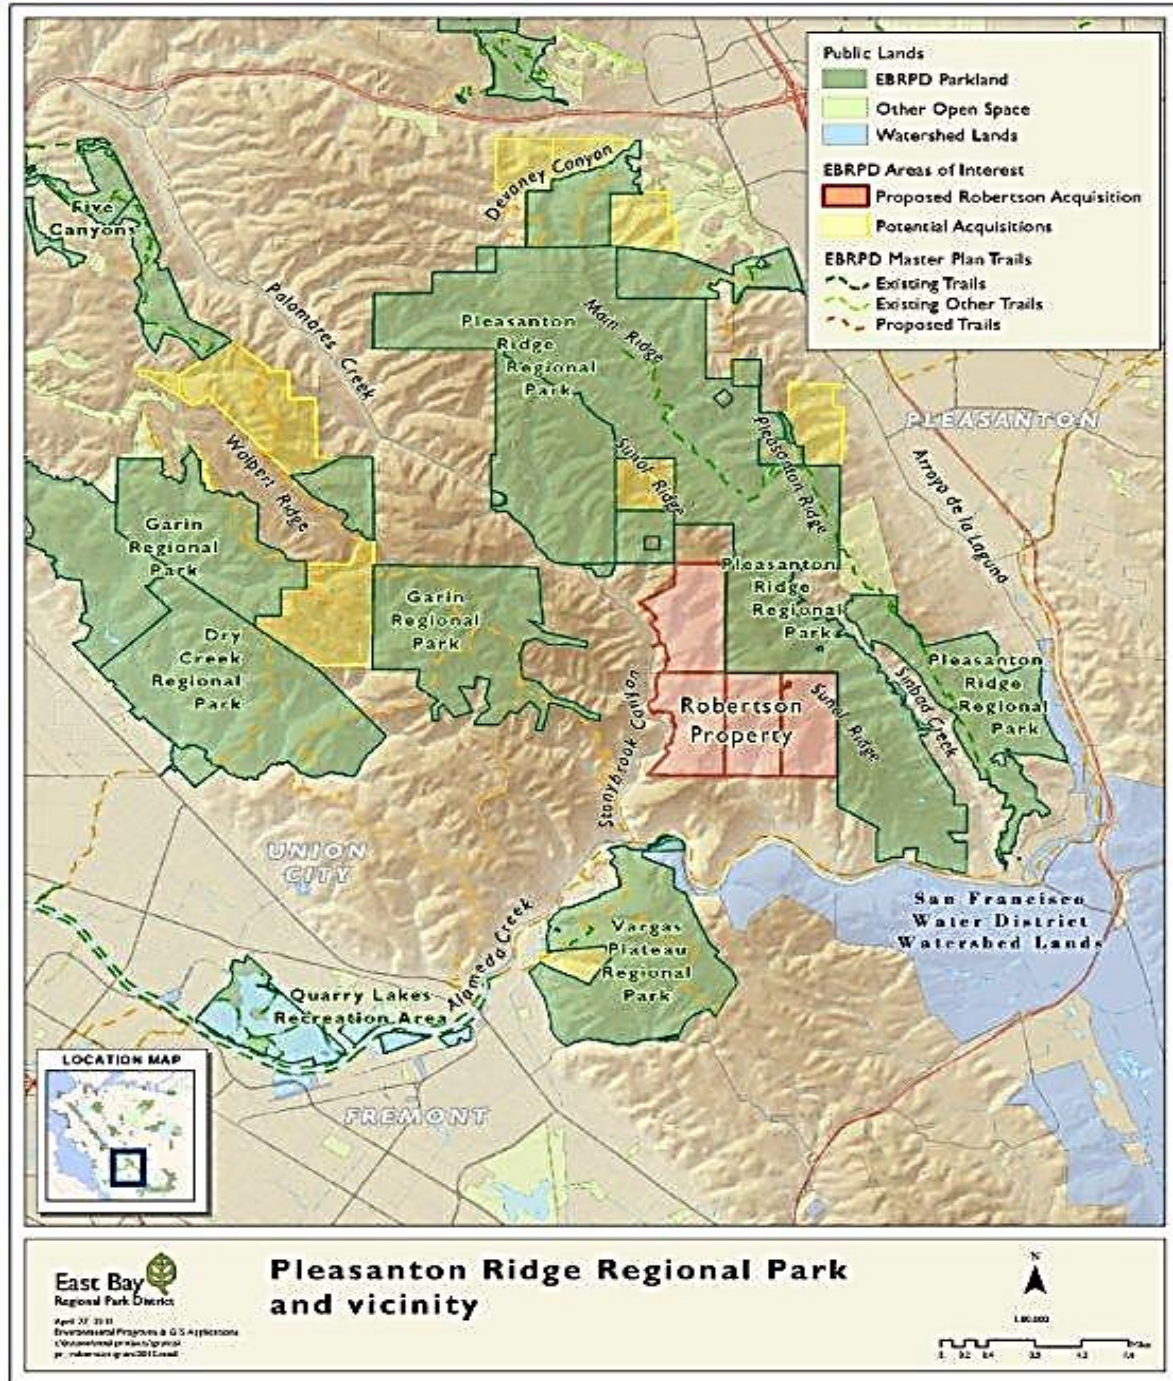 Public Lands
EBRPD Parkland
Other Open Space
Watershed Lands
EBRPD Areas of Interest
Proposed Robertson Acquisition
Potential Acquisitions
EBRPD Master Plan Trails
Existing Trails
Existing Other Trails
Proposed Trails
Devaney Canyon
Five
Canyons
Palomares Creek
Pleasanton
Ridge
Regional
Park
Main Ridge
PLEASANTON
Pleasanton Ridge
Sunol Ridge
Walpert Ridge
Arroyo de la Laguna
Garin
Regional
Park
Pleasanton
Ridge
Regional
Park
Garin
Regional
Park
Dry
Creek
Regional
Park
Pleasanton
Ridge
Regional
Park
Sinbad Creek
Sunol Ridge
Robertson
Property
Stonybrook Canyon
UNION
CITY
San Francisco
Water District
Watershed Lands
Vargas
Plateau
Regional
Park
Alameda Creek
Quarry Lakes
Recreation Area
LOCATION MAP
FREMONT
East Bay
Regional Park District
Pleasanton Ridge Regional Park
and vicinity
N